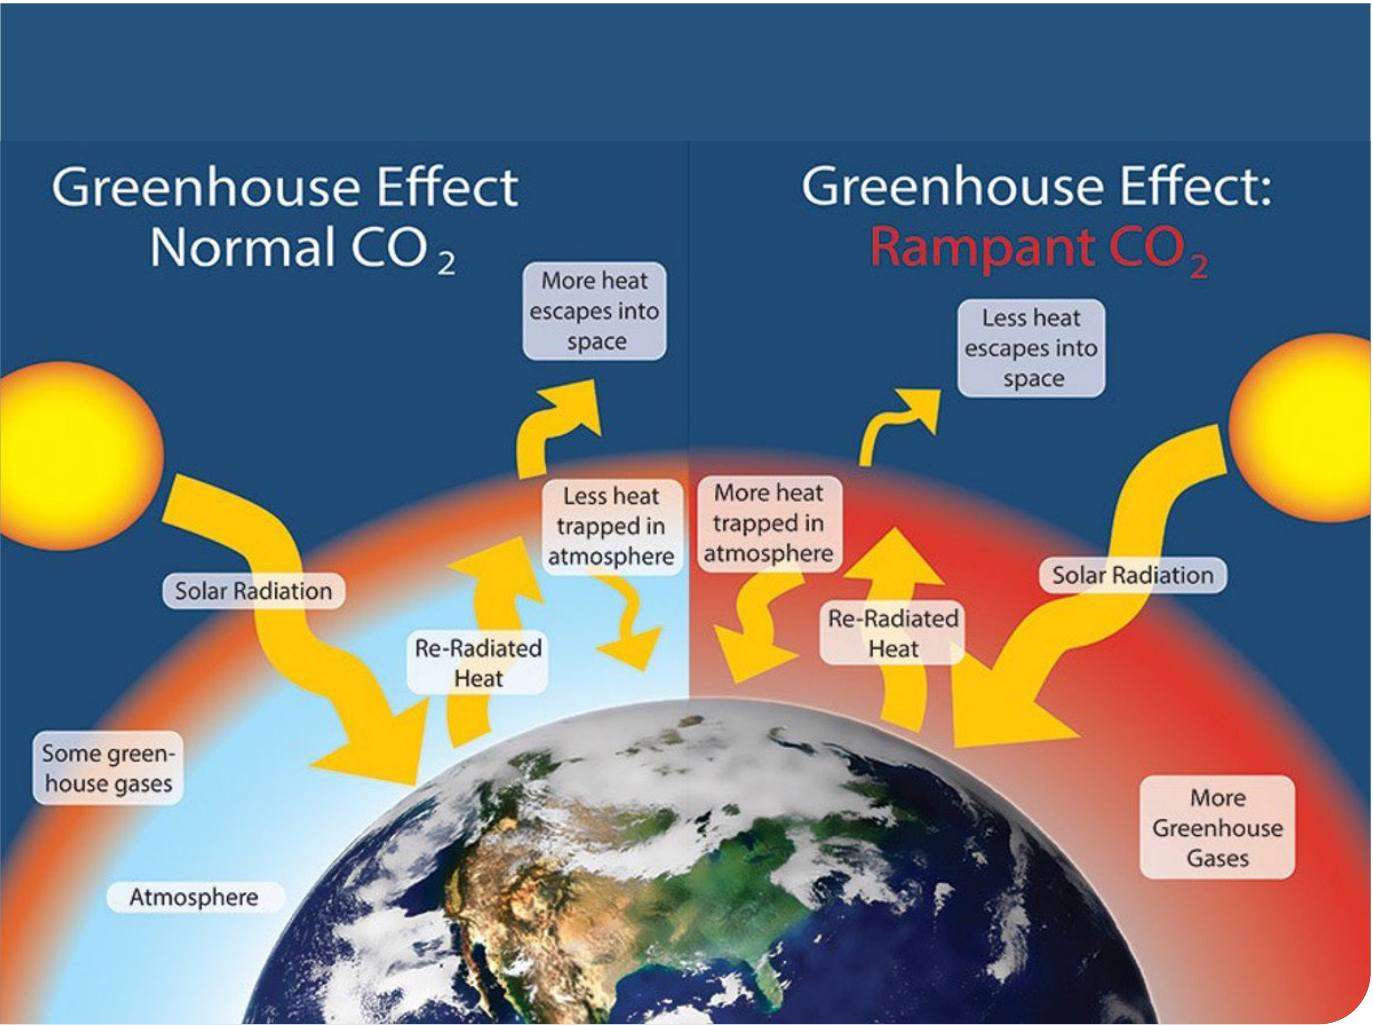 Greenhouse Effect
Normal CO2
More heat
escapes into
space
Less heat
trapped in
atmosphere
Solar Radiation
Re-Radiated
Heat
Some green-
house gases
Atmosphere
Greenhouse Effect:
Rampant CO2
Less heat
escapes into
space
More heat
trapped in
atmosphere
Solar Radiation
Re-Radiated
Heat
More
Greenhouse
Gases